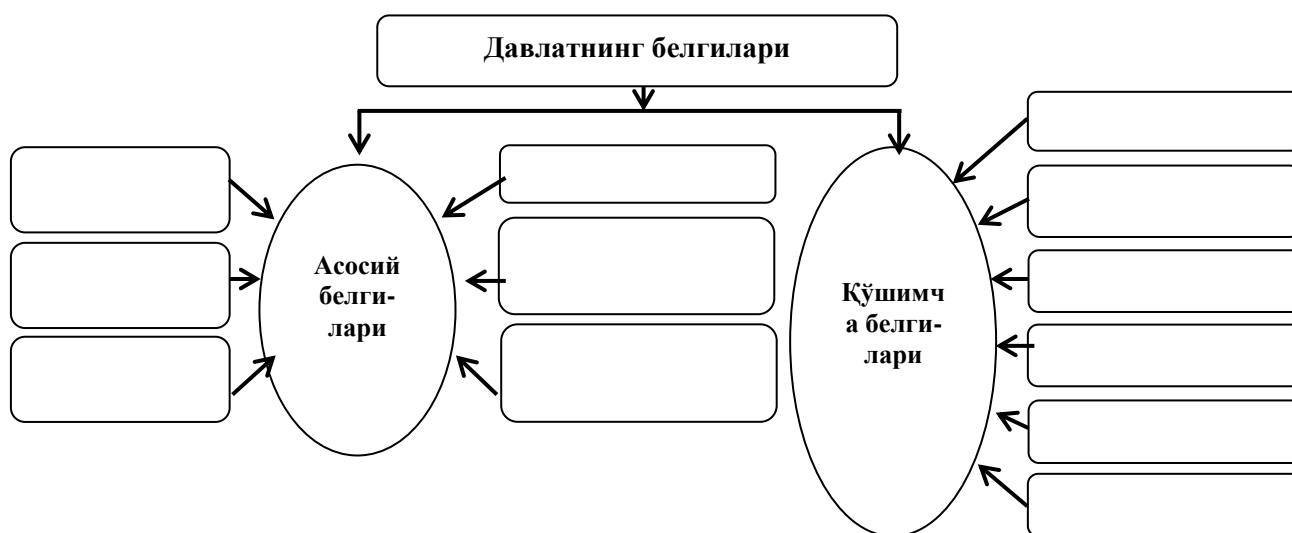 Давлатнинг белгилари
Асосий
белги-
лари
Қўшимч
а белги-
лари